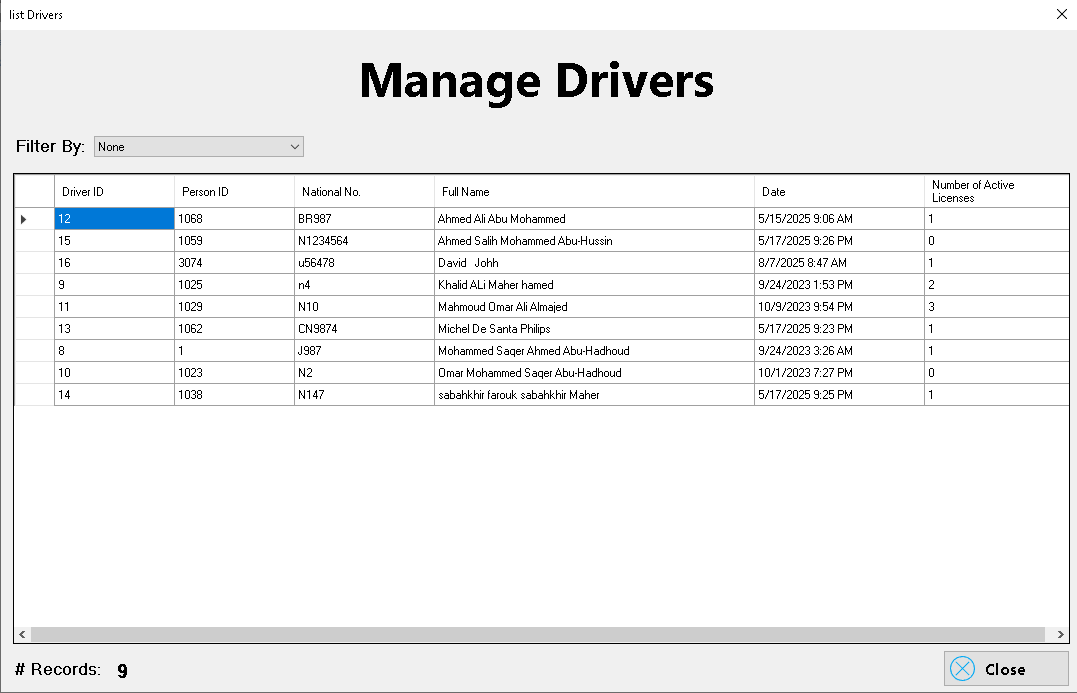 list Drivers
Manage Drivers
Filter By: None
Driver ID Person ID National No. Full Name Date Number of Active Licenses
12 1068 BR987 Ahmed Ali Abu Mohammed 5/15/2025 9:06 AM 1
15 1059 N1234564 Ahmed Salih Mohammed Abu-Hussin 5/17/2025 9:26 PM 0
16 3074 u56478 David Johh 8/7/2025 8:47 AM 1
9 1025 n4 Khalid ALi Maher hamed 9/24/2023 1:53 PM 2
11 1029 N10 Mahmoud Omar Ali Almajed 10/9/2023 9:54 PM 3
13 1062 CN9874 Michel De Santa Philips 5/17/2025 9:23 PM 1
8 1 J987 Mohammed Saqer Ahmed Abu-Hadhoud 9/24/2023 3:26 AM 1
10 1023 N2 Omar Mohammed Saqer Abu-Hadhoud 10/1/2023 7:27 PM 0
14 1038 N147 sabahkhir farouk sabahkhir Maher 5/17/2025 9:25 PM 1
# Records: 9
Close